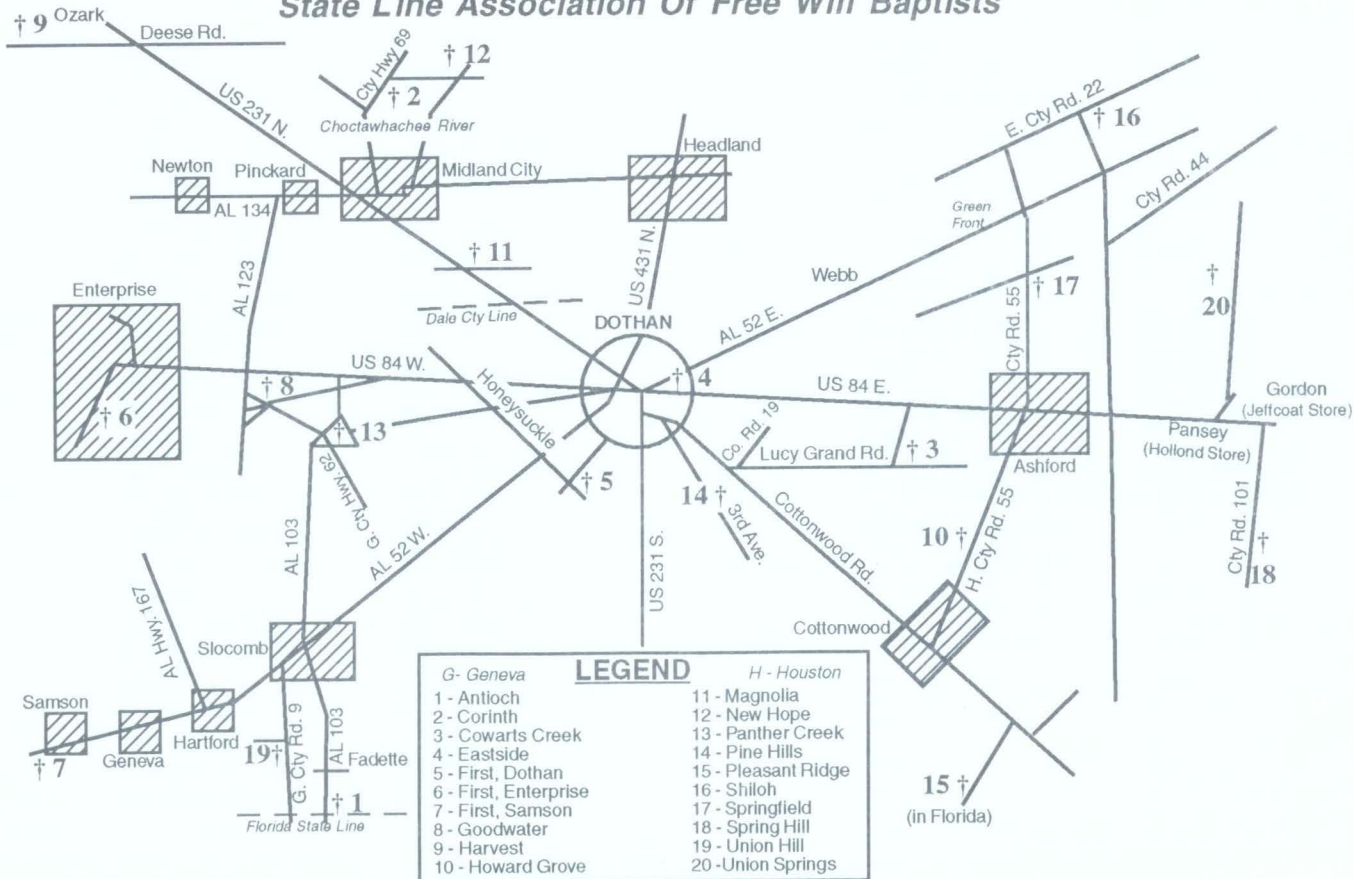 State Line Association Of Free Will Baptists
† 9 Ozark
Deese Rd.
US 231 N.
Cty Hwy 69
† 12
† 2
Choctawhachee River
Newton
Pinckard
Midland City
Headland
AL 134
AL 123
† 11
Dale Cty Line
US 431 N.
DOTHAN
E. Cty Rd. 22
† 16
Cty Rd. 44
Green
Front
Webb
AL 52 E.
† 17
Cty Rd. 55
†
20
Enterprise
US 84 W.
† 8
† 6
† 13
Honeysuckle
† 4
US 84 E.
Gordon
(Jeffcoat Store)
Pansey
(Hollond Store)
Ashford
Co. Rd. 19
Lucy Grand Rd.
† 3
† 5
14 †
3rd Ave.
Cottonwood Rd.
10 †
H. Cty Rd. 55
Cty Rd. 101
†
18
G. Cty Hwy. 62
AL 103
AL 52 W.
US 231 S.
AL Hwy. 167
Slocomb
Cottonwood
Samson
† 7
Geneva
Hartford
19†
G. Cty Rd. 9
AL 103
Fadette
† 1
Florida State Line
15 †
(in Florida)
G- Geneva LEGEND H - Houston
1 - Antioch
2 - Corinth
3 - Cowarts Creek
4 - Eastside
5 - First, Dothan
6 - First, Enterprise
7 - First, Samson
8 - Goodwater
9 - Harvest
10 - Howard Grove
11 - Magnolia
12 - New Hope
13 - Panther Creek
14 - Pine Hills
15 - Pleasant Ridge
16 - Shiloh
17 - Springfield
18 - Spring Hill
19 - Union Hill
20 -Union Springs